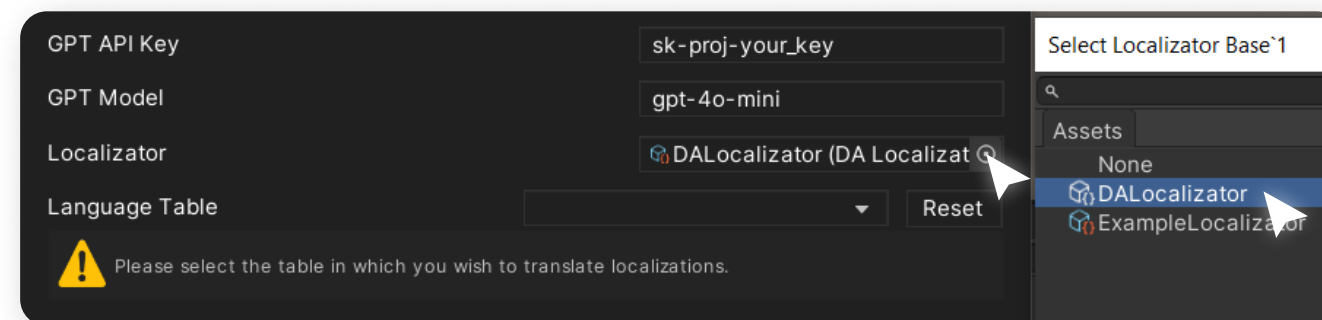 GPT API Key
sk-proj-your_key
GPT Model
gpt-4o-mini
Localizator
DALocalizator (DA Localizat
Language Table
Reset
Please select the table in which you wish to translate localizations.
Select Localizator Base`1
Assets
None
DALocalizator
ExampleLocalizator